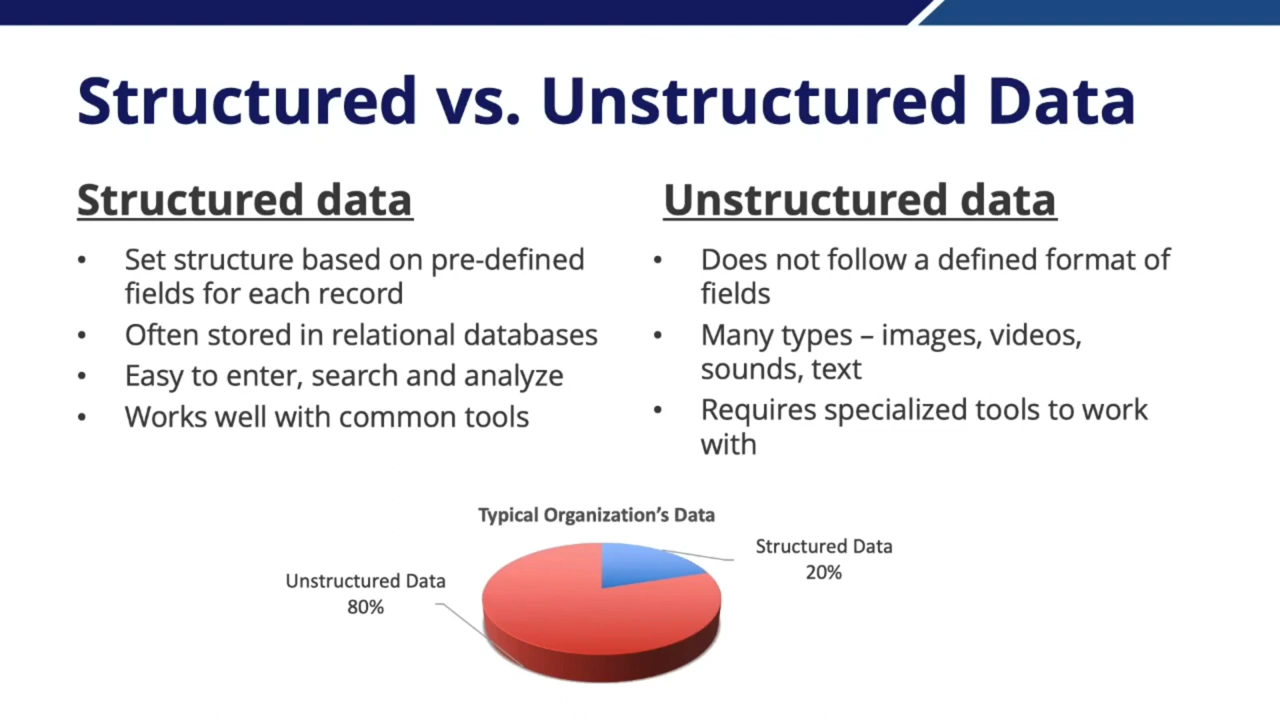 Structured vs. Unstructured Data
Structured data
• Set structure based on pre-defined
fields for each record
• Often stored in relational databases
• Easy to enter, search and analyze
• Works well with common tools
Unstructured data
• Does not follow a defined format of
fields
• Many types – images, videos,
sounds, text
• Requires specialized tools to work
with
Typical Organization’s Data
Structured Data
20%
Unstructured Data
80%